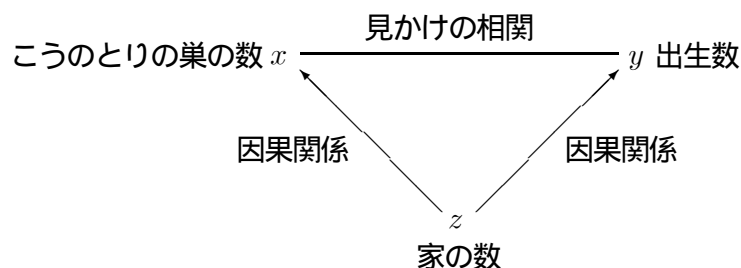 見かけの相関
こうのとりの巣の数 x
y 出生数
因果関係
因果関係
z
家の数